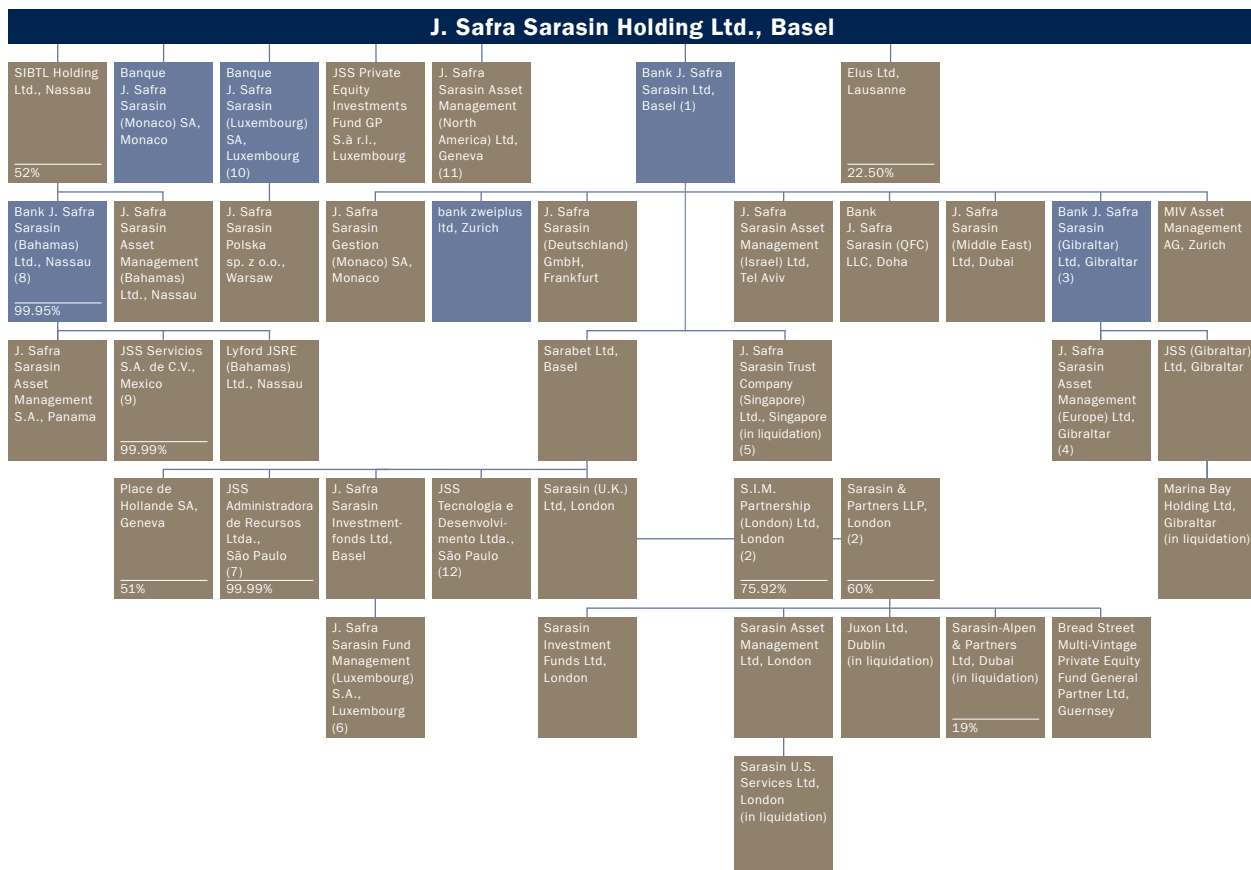 J. Safra Sarasin Holding Ltd., Basel
SIBTL Holding
Ltd., Nassau
52%
Banque
J. Safra
Sarasin
(Monaco) SA,
Monaco
Banque
J. Safra
Sarasin
(Luxembourg)
SA,
Luxembourg
(10)
JSS Private
Equity
Investments
Fund GP
S.à r.l.,
Luxembourg
J. Safra
Sarasin Asset
Management
(North
America) Ltd,
Geneva
(11)
Bank J. Safra
Sarasin Ltd,
Basel (1)
Elus Ltd,
Lausanne
22.50%
Bank J. Safra
Sarasin
(Bahamas)
Ltd., Nassau
(8)
99.95%
J. Safra
Sarasin
Asset
Management
(Bahamas)
Ltd., Nassau
J. Safra
Sarasin
Polska
sp. z o.o.,
Warsaw
J. Safra
Sarasin
Gestion
(Monaco) SA,
Monaco
bank zweiplus
ltd, Zurich
J. Safra
Sarasin
(Deutschland)
GmbH,
Frankfurt
J. Safra
Sarasin Asset
Management
(Israel) Ltd,
Tel Aviv
Bank
J. Safra
Sarasin (QFC)
LLC, Doha
J. Safra
Sarasin
(Middle East)
Ltd, Dubai
Bank J. Safra
Sarasin
(Gibraltar)
Ltd, Gibraltar
(3)
MIV Asset
Management
AG, Zurich
J. Safra
Sarasin
Asset
Management
S.A., Panama
JSS Servicios
S.A. de C.V.,
Mexico
(9)
99.99%
Lyford JSRE
(Bahamas)
Ltd., Nassau
Sarabet Ltd,
Basel
J. Safra
Sarasin Trust
Company
(Singapore)
Ltd., Singapore
(in liquidation)
(5)
J. Safra
Sarasin
Asset
Management
(Europe) Ltd,
Gibraltar
(4)
JSS (Gibraltar)
Ltd, Gibraltar
Place de
Hollande SA,
Geneva
51%
JSS
Administradora
de Recursos
Ltda.,
São Paulo
(7)
99.99%
J. Safra
Sarasin
Investment-
fonds Ltd,
Basel
JSS
Tecnologia e
Desenvolvi-
mento Ltda.,
São Paulo
(12)
Sarasin (U.K.)
Ltd, London
S.I.M.
Partnership
(London) Ltd,
London
(2)
75.92%
Sarasin &
Partners LLP,
London
(2)
60%
Marina Bay
Holding Ltd,
Gibraltar
(in liquidation)
J. Safra
Sarasin Fund
Management
(Luxembourg)
S.A.,
Luxembourg
(6)
Sarasin
Investment
Funds Ltd,
London
Sarasin Asset
Management
Ltd, London
Juxon Ltd,
Dublin
(in liquidation)
Sarasin-Alpen
& Partners
Ltd, Dubai
(in liquidation)
19%
Bread Street
Multi-Vintage
Private Equity
Fund General
Partner Ltd,
Guernsey
Sarasin U.S.
Services Ltd,
London
(in liquidation)